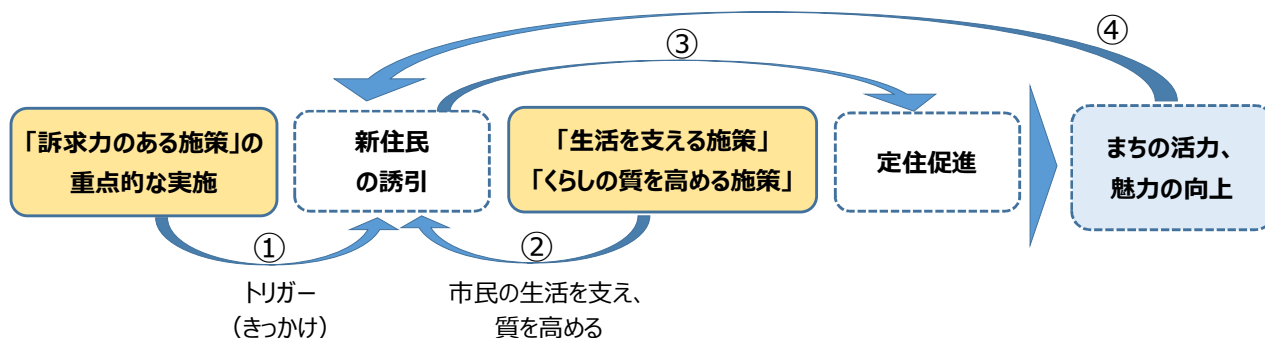 ④
③
「訴求力のある施策」の
重点的な実施
新住民
の誘引
「生活を支える施策」
「くらしの質を高める施策」
定住促進
まちの活力、
魅力の向上
①
②
トリガー
（きっかけ）
市民の生活を支え、
質を高める